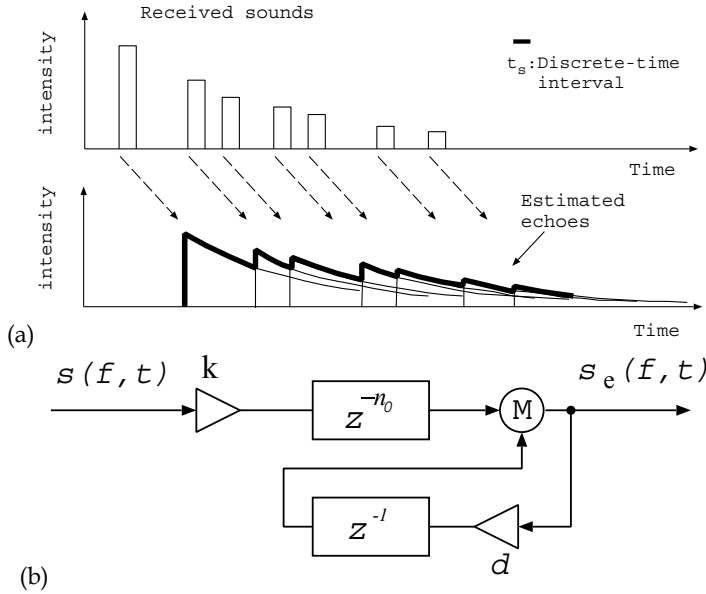 Received sounds
intensity
t_s:Discrete-time
interval
Time
intensity
Estimated
echoes
Time
(a)
s(f,t)
k
z^{-n_0}
M
s_e(f,t)
z^{-1}
d
(b)